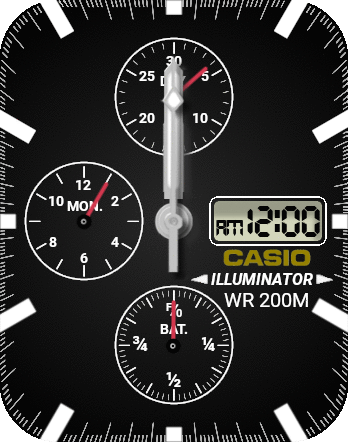 30
25 DAY 5
20 10
12
10 MON. 2
8 4
6
AM 12:00
CASIO
ILLUMINATOR
WR 200M
BAT.
¾ ¼
½